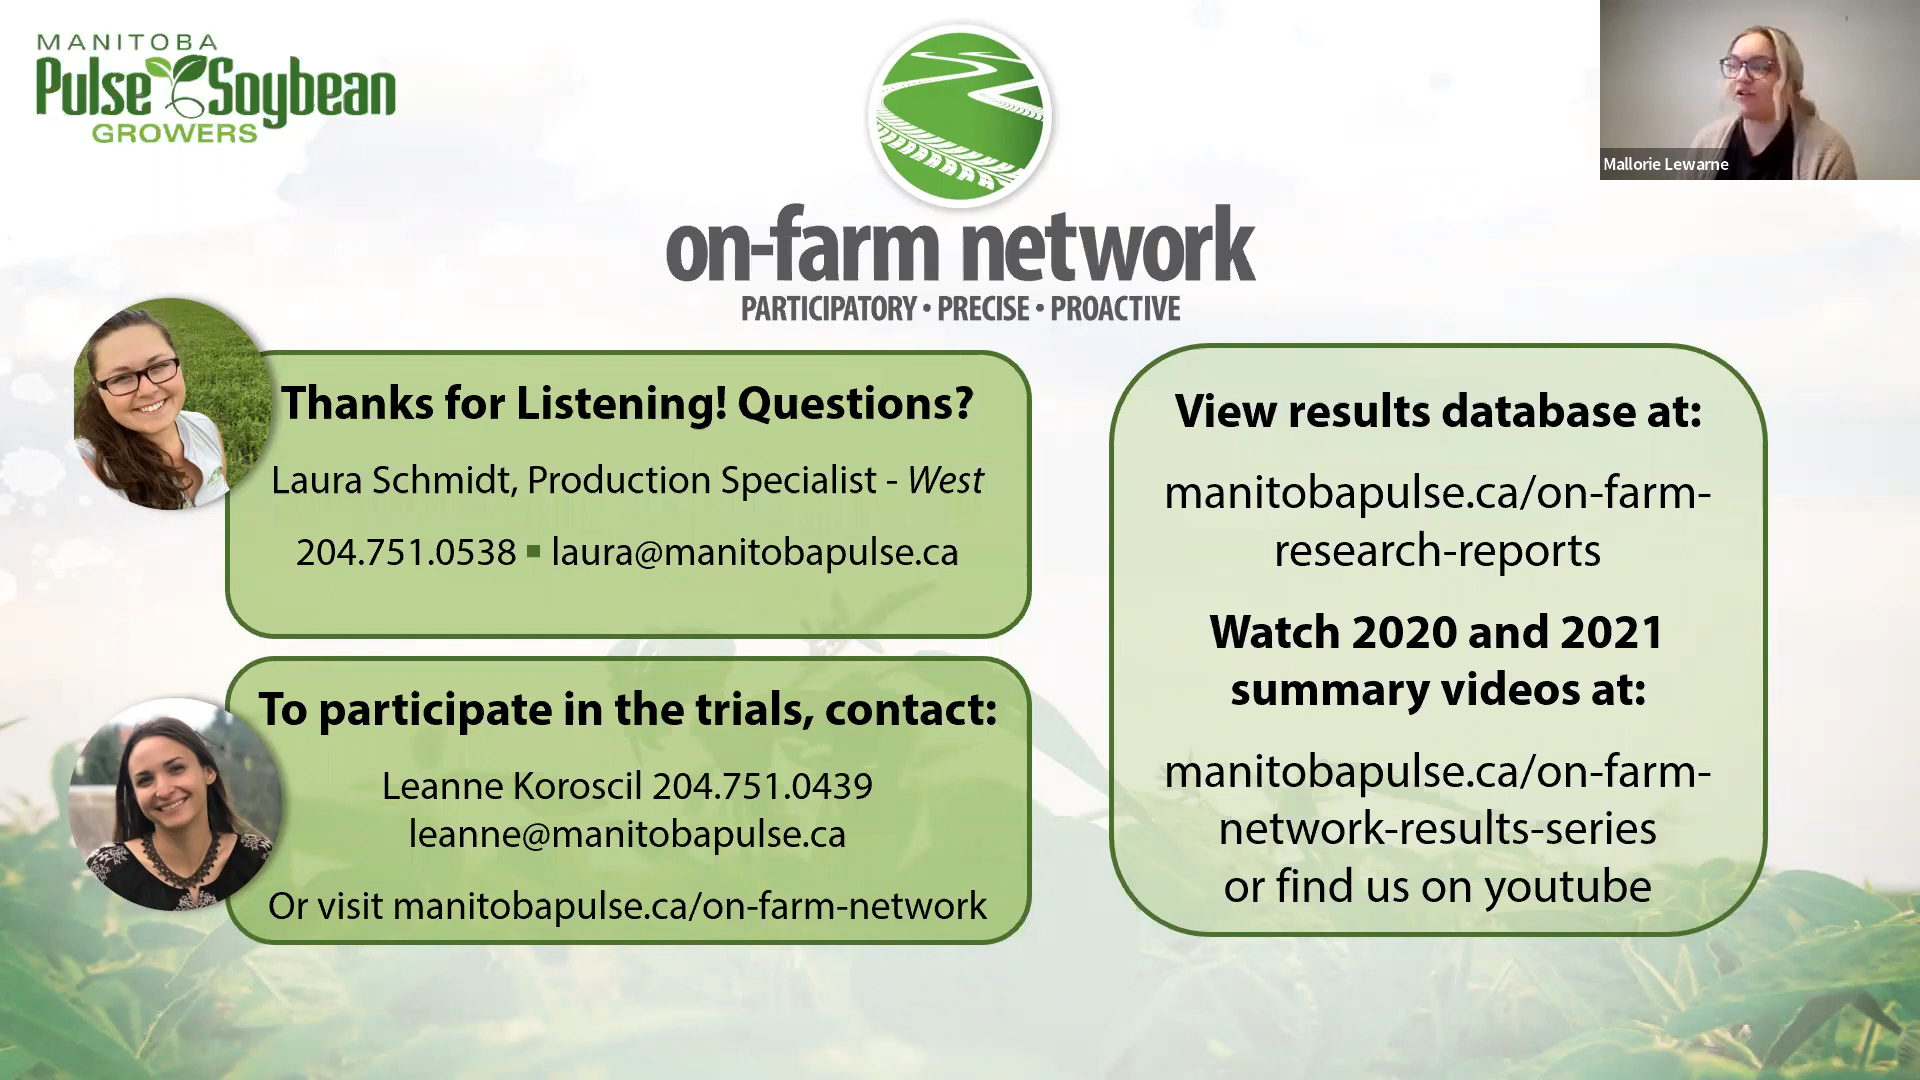 MANITOBA
Pulse Soybean
GROWERS
Mallorie Lewarne
on-farm network
PARTICIPATORY • PRECISE • PROACTIVE
Thanks for Listening! Questions?
Laura Schmidt, Production Specialist - West
204.751.0538 ▪ laura@manitobapulse.ca
To participate in the trials, contact:
Leanne Koroscil 204.751.0439
leanne@manitobapulse.ca
Or visit manitobapulse.ca/on-farm-network
View results database at:
manitobapulse.ca/on-farm-
research-reports
Watch 2020 and 2021
summary videos at:
manitobapulse.ca/on-farm-
network-results-series
or find us on youtube